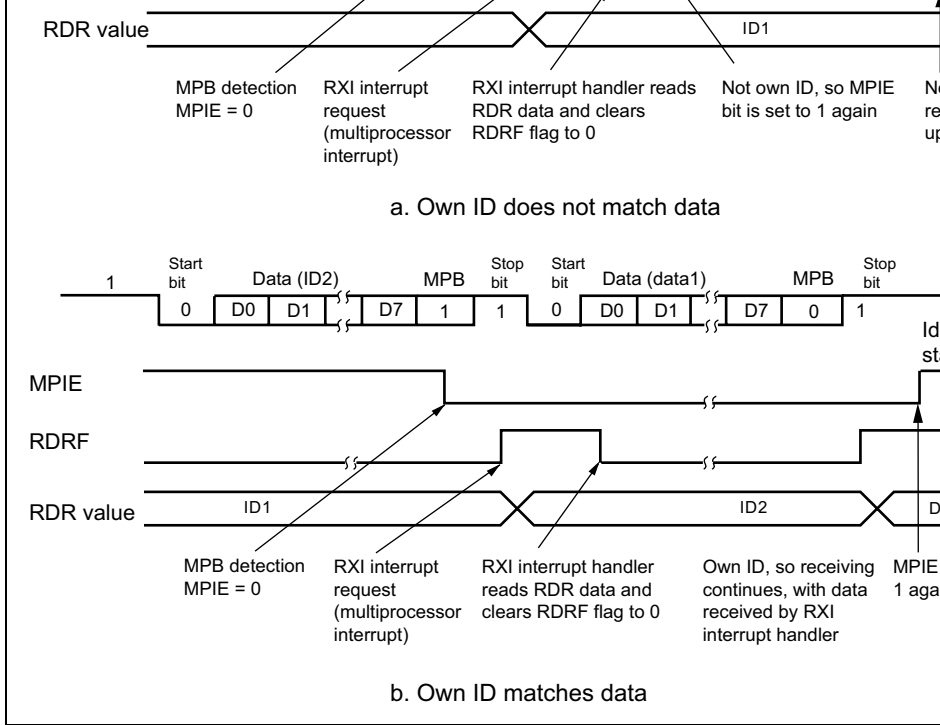 RDR value
ID1
MPB detection
MPIE = 0
RXI interrupt
request
(multiprocessor
interrupt)
RXI interrupt handler reads
RDR data and clears
RDRF flag to 0
Not own ID, so MPIE
bit is set to 1 again
a. Own ID does not match data
1
Start
bit
Data (ID2)
MPB
Stop
bit
Start
bit
Data (data1)
MPB
Stop
bit
0 D0 D1 D7 1 1 0 D0 D1 D7 0 1
MPIE
RDRF
RDR value
ID1
ID2
MPB detection
MPIE = 0
RXI interrupt
request
(multiprocessor
interrupt)
RXI interrupt handler
reads RDR data and
clears RDRF flag to 0
Own ID, so receiving
continues, with data
received by RXI
interrupt handler
MPIE
1
b. Own ID matches data